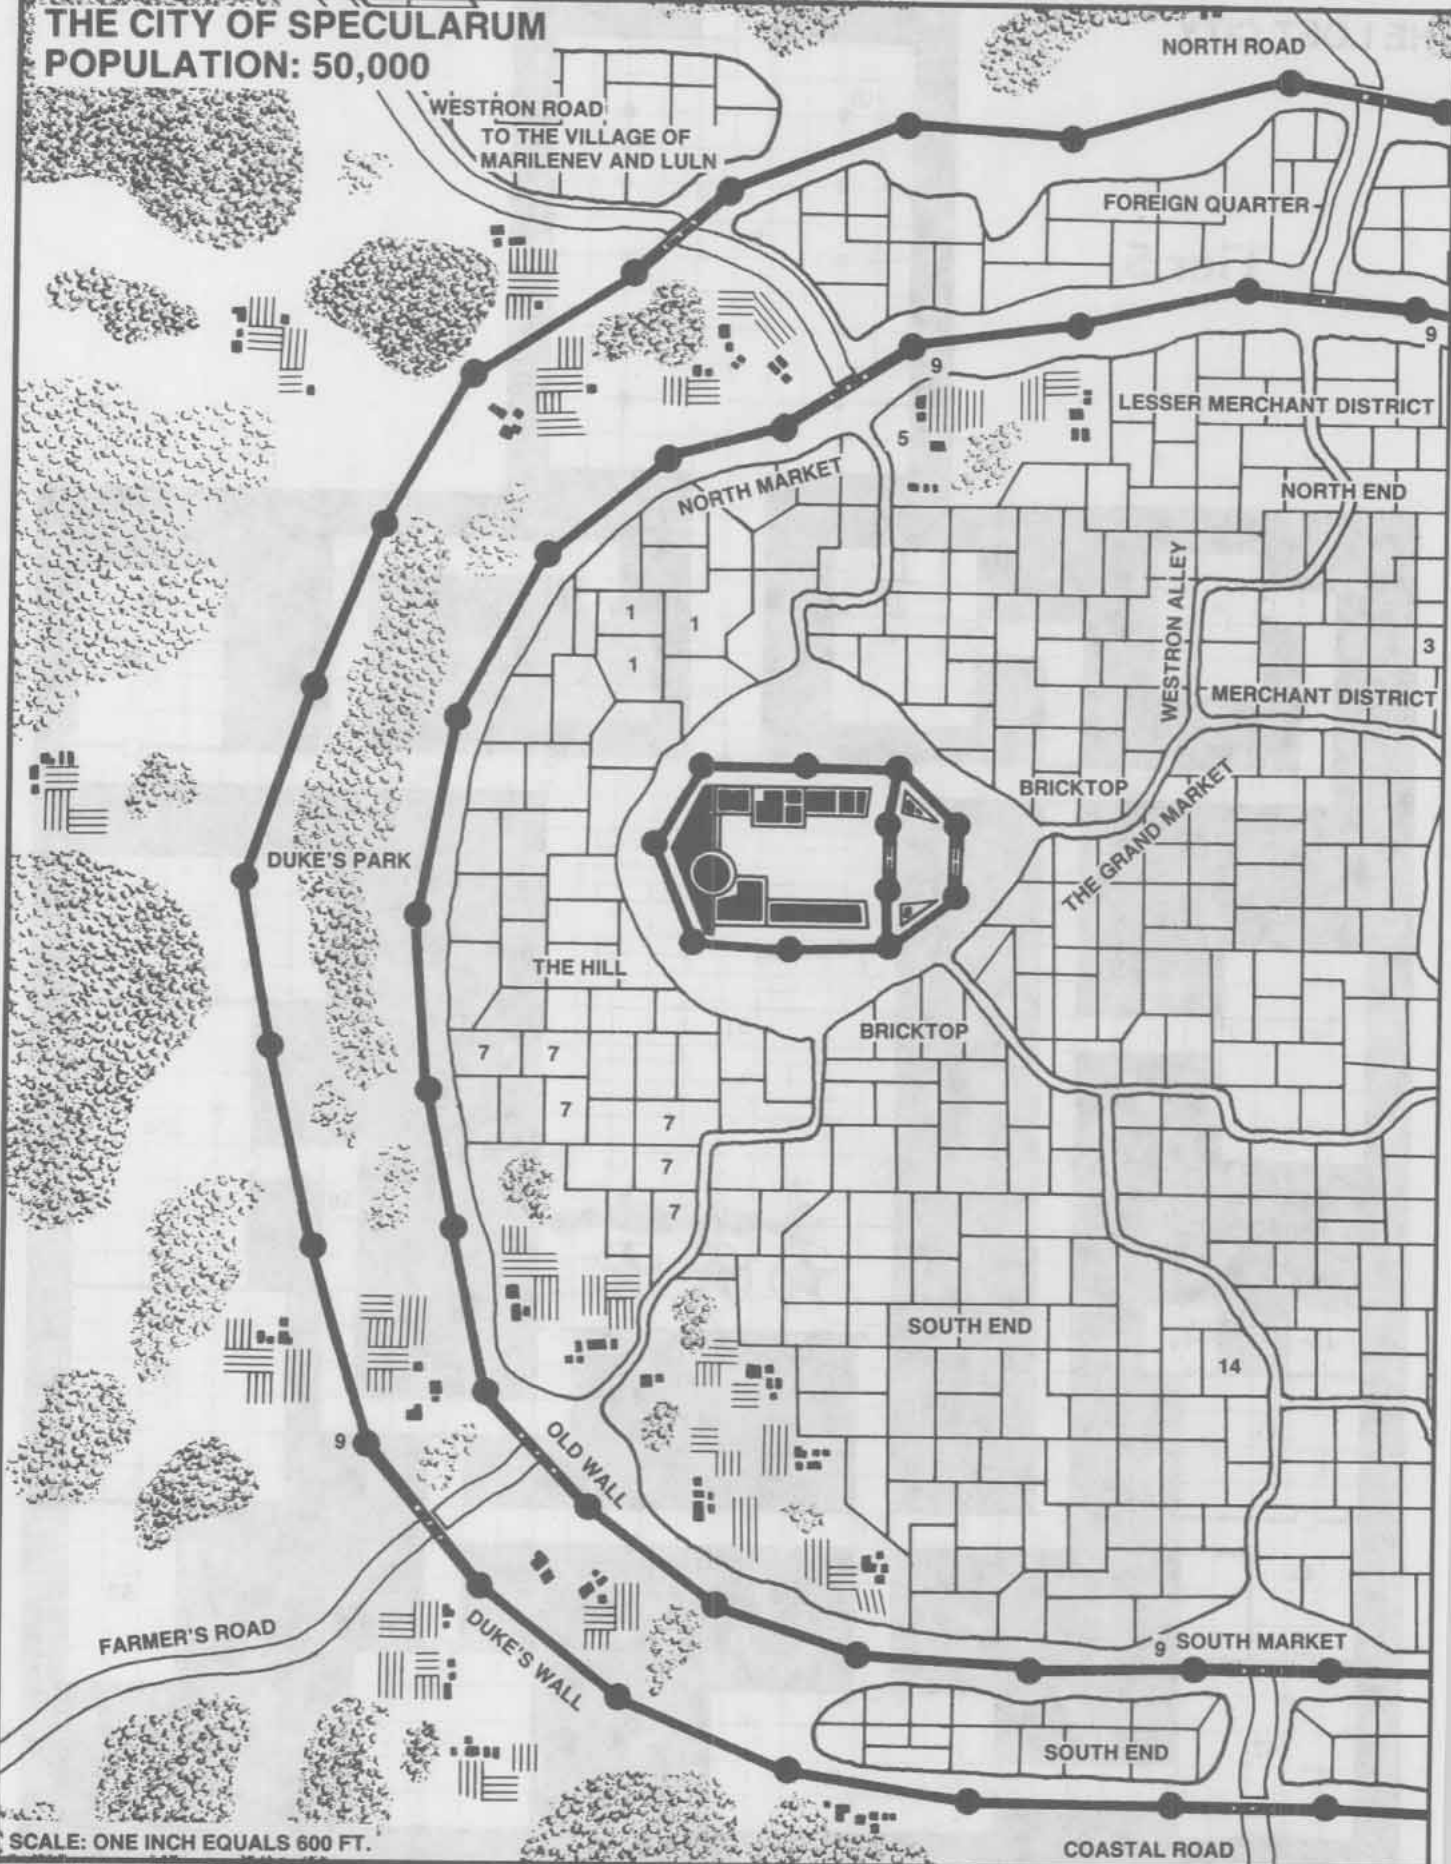 THE CITY OF SPECULARUM
POPULATION: 50,000
NORTH ROAD
WESTRON ROAD
TO THE VILLAGE OF
MARILENEV AND LULN
FOREIGN QUARTER
9
9
LESSER MERCHANT DISTRICT
5
NORTH MARKET
NORTH END
WESTRON ALLEY
1
1
1
3
MERCHANT DISTRICT
BRICKTOP
THE GRAND MARKET
DUKE'S PARK
THE HILL
BRICKTOP
7
7
7
7
7
7
SOUTH END
14
9
OLD WALL
FARMER'S ROAD
DUKE'S WALL
9
SOUTH MARKET
SOUTH END
SCALE: ONE INCH EQUALS 600 FT.
COASTAL ROAD